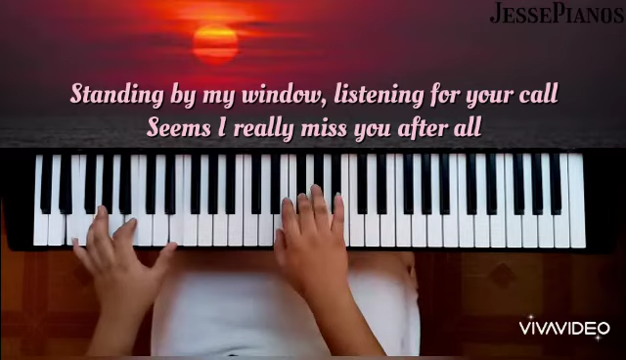 JESSEPIANOS
Standing by my window, listening for your call
Seems I really miss you after all
VIVAVIDEO